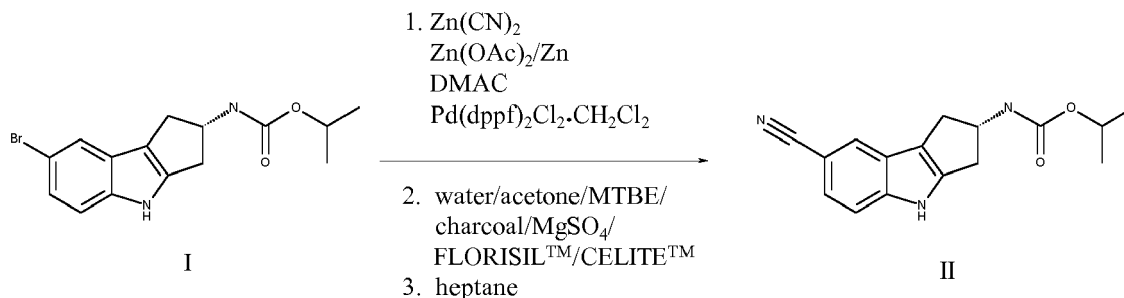 1. Zn(CN)2
Zn(OAc)2/Zn
DMAC
Pd(dppf)2Cl2•CH2Cl2
2. water/acetone/MTBE/
charcoal/MgSO4/
FLORISIL™/CELITE™
3. heptane
Br
N
H
N
O
O
I
N
N
H
N
O
O
II